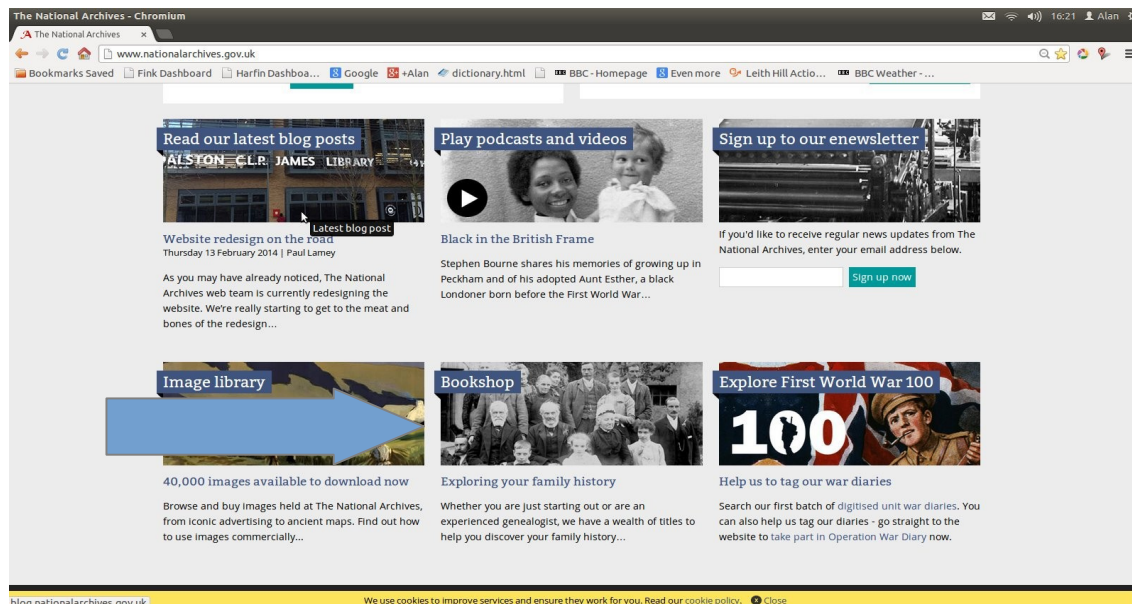 The National Archives - Chromium
16:21 Alan
The National Archives ×
www.nationalarchives.gov.uk
Bookmarks Saved Fink Dashboard Harfin Dashboa... Google +Alan dictionary.html BBC - Homepage Even more Leith Hill Actio... BBC Weather - ...
Read our latest blog posts
ALSTON C.L.R. JAMES LIBRARY
Latest blog post
Website redesign on the road
Thursday 13 February 2014 | Paul Lamey
As you may have already noticed, The National
Archives web team is currently redesigning the
website. We're really starting to get to the meat and
bones of the redesign...
Play podcasts and videos
Black in the British Frame
Stephen Bourne shares his memories of growing up in
Peckham and of his adopted Aunt Esther, a black
Londoner born before the First World War...
Sign up to our enewsletter
If you'd like to receive regular news updates from The
National Archives, enter your email address below.
Sign up now
Image library
40,000 images available to download now
Browse and buy images held at The National Archives,
from iconic advertising to ancient maps. Find out how
to use images commercially...
Bookshop
Exploring your family history
Whether you are just starting out or are an
experienced genealogist, we have a wealth of titles to
help you discover your family history...
Explore First World War 100
100
Help us to tag our war diaries
Search our first batch of digitised unit war diaries. You
can also help us tag our diaries - go straight to the
website to take part in Operation War Diary now.
blog.nationalarchives.gov.uk
We use cookies to improve services and ensure they work for you. Read our cookie policy. Close